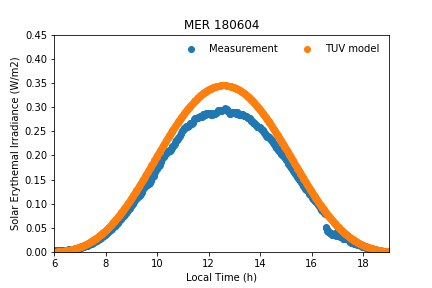 MER 180604
Measurement TUV model
Solar Erythemal Irradiance (W/m2)
0.45
0.40
0.35
0.30
0.25
0.20
0.15
0.10
0.05
0.00
6 8 10 12 14 16 18
Local Time (h)